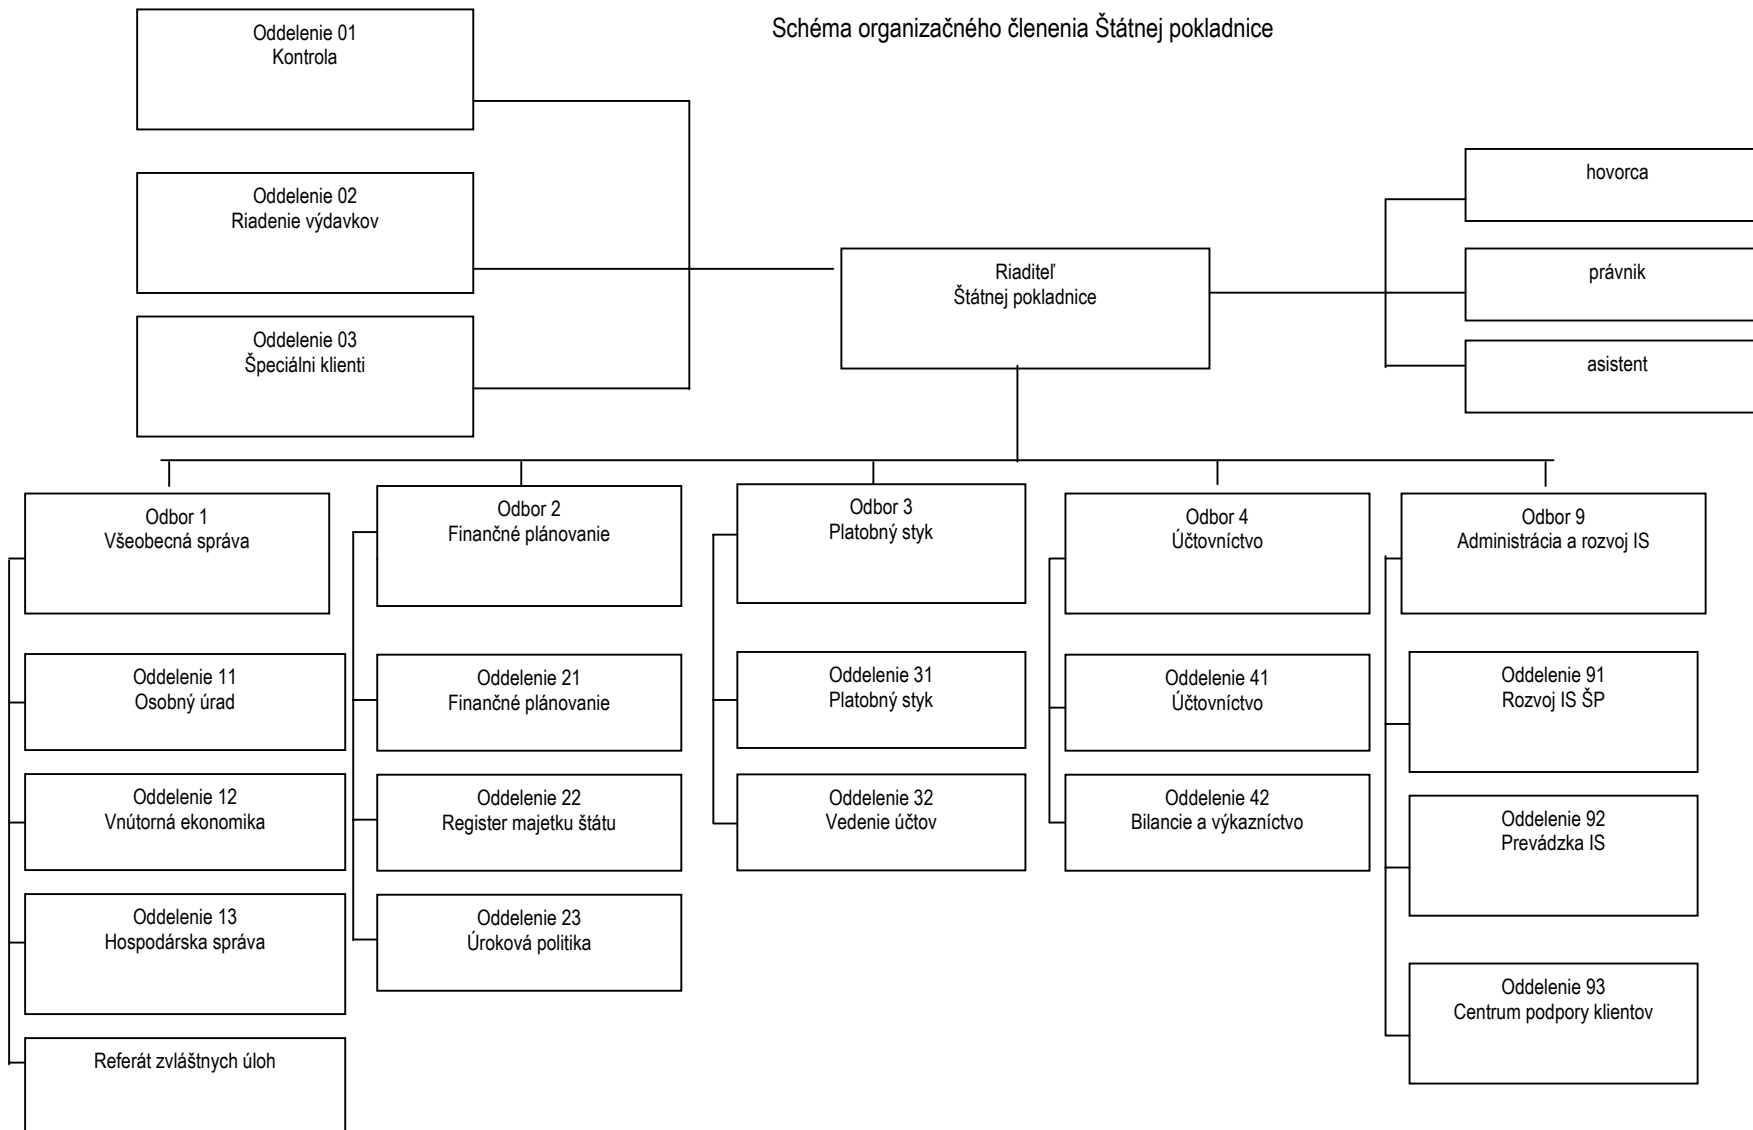 Schéma organizačného členenia Štátnej pokladnice
Oddelenie 01
Kontrola
Oddelenie 02
Riadenie výdavkov
Oddelenie 03
Špeciálni klienti
Riaditeľ
Štátnej pokladnice
hovorca
právnik
asistent
Odbor 1
Všeobecná správa
Oddelenie 11
Osobný úrad
Oddelenie 12
Vnútorná ekonomika
Oddelenie 13
Hospodárska správa
Referát zvláštnych úloh
Odbor 2
Finančné plánovanie
Oddelenie 21
Finančné plánovanie
Oddelenie 22
Register majetku štátu
Oddelenie 23
Úroková politika
Odbor 3
Platobný styk
Oddelenie 31
Platobný styk
Oddelenie 32
Vedenie účtov
Odbor 4
Účtovníctvo
Oddelenie 41
Účtovníctvo
Oddelenie 42
Bilancie a výkazníctvo
Odbor 9
Administrácia a rozvoj IS
Oddelenie 91
Rozvoj IS ŠP
Oddelenie 92
Prevádzka IS
Oddelenie 93
Centrum podpory klientov